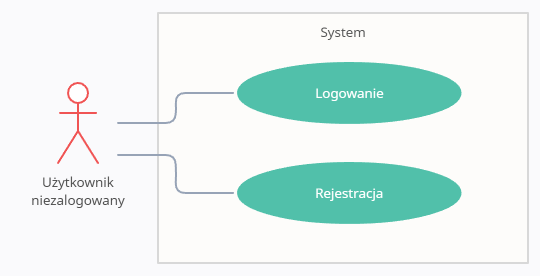 System
Logowanie
Rejestracja
Użytkownik
niezalogowany